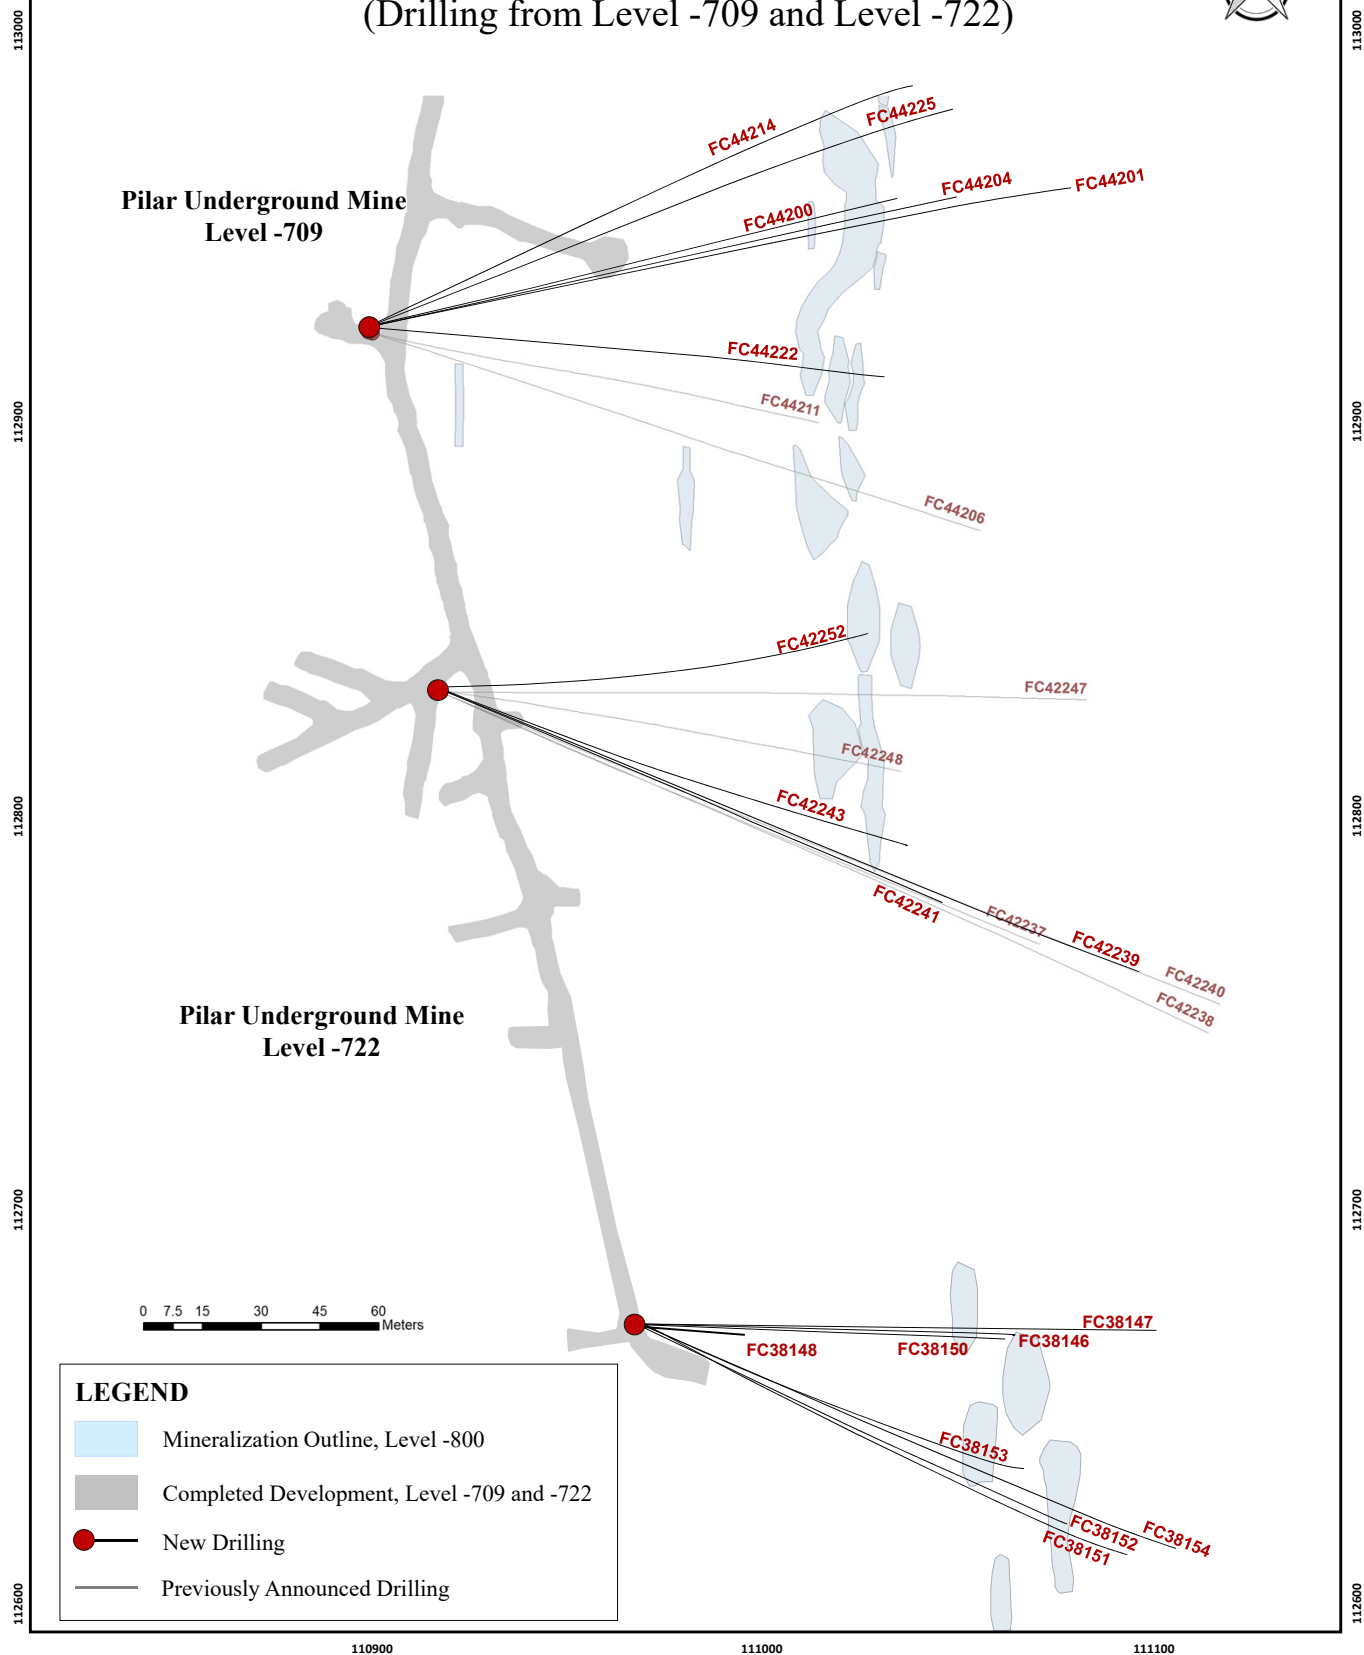 (Drilling from Level -709 and Level -722)
113000
113000
FC44214
FC44225
Pilar Underground Mine
Level -709
FC44200
FC44204
FC44201
FC44222
FC44211
112900
112900
FC44206
FC42252
FC42247
FC42248
FC42243
112800
112800
FC42241
FC42237
FC42239
FC42240
FC42238
Pilar Underground Mine
Level -722
112700
112700
0 7.5 15 30 45 60
Meters
FC38147
FC38148
FC38150
FC38146
FC38153
FC38152
FC38154
FC38151
LEGEND
Mineralization Outline, Level -800
Completed Development, Level -709 and -722
New Drilling
Previously Announced Drilling
112600
112600
110900
111000
111100